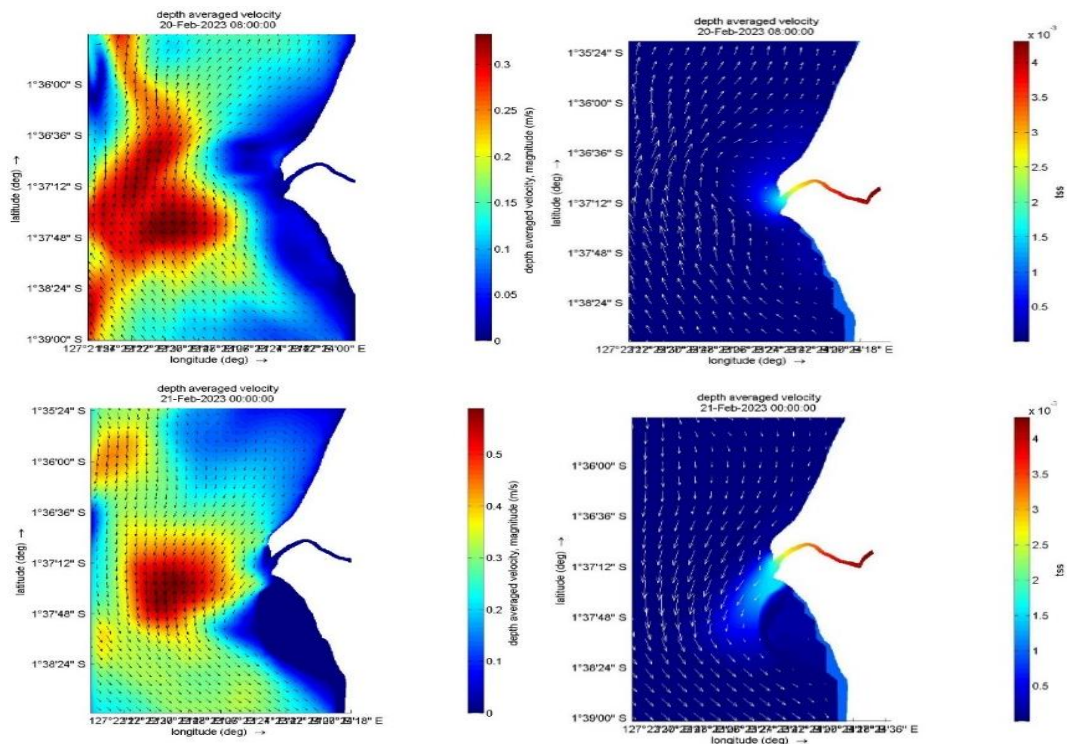 depth averaged velocity
20-Feb-2023 08:00:00
1°36'00" S
1°36'36" S
1°37'12" S
1°37'48" S
1°38'24" S
1°39'00" S
latitude (deg) →
longitude (deg) →
0.3
0.25
0.2
0.15
0.1
0.05
0
depth averaged velocity, magnitude (m/s)
depth averaged velocity
20-Feb-2023 08:00:00
1°35'24" S
1°36'00" S
1°36'36" S
1°37'12" S
1°37'48" S
1°38'24" S
1°39'00" S
latitude (deg) →
longitude (deg) →
x 10⁻³
4
3.5
3
2.5
2
1.5
1
0.5
tss
depth averaged velocity
21-Feb-2023 00:00:00
1°35'24" S
1°36'00" S
1°36'36" S
1°37'12" S
1°37'48" S
1°38'24" S
latitude (deg) →
longitude (deg) →
0.5
0.4
0.3
0.2
0.1
0
depth averaged velocity, magnitude (m/s)
depth averaged velocity
21-Feb-2023 00:00:00
1°36'00" S
1°36'36" S
1°37'12" S
1°37'48" S
1°38'24" S
1°39'00" S
latitude (deg) →
longitude (deg) →
4
3.5
3
2.5
2
1.5
1
0.5
tss